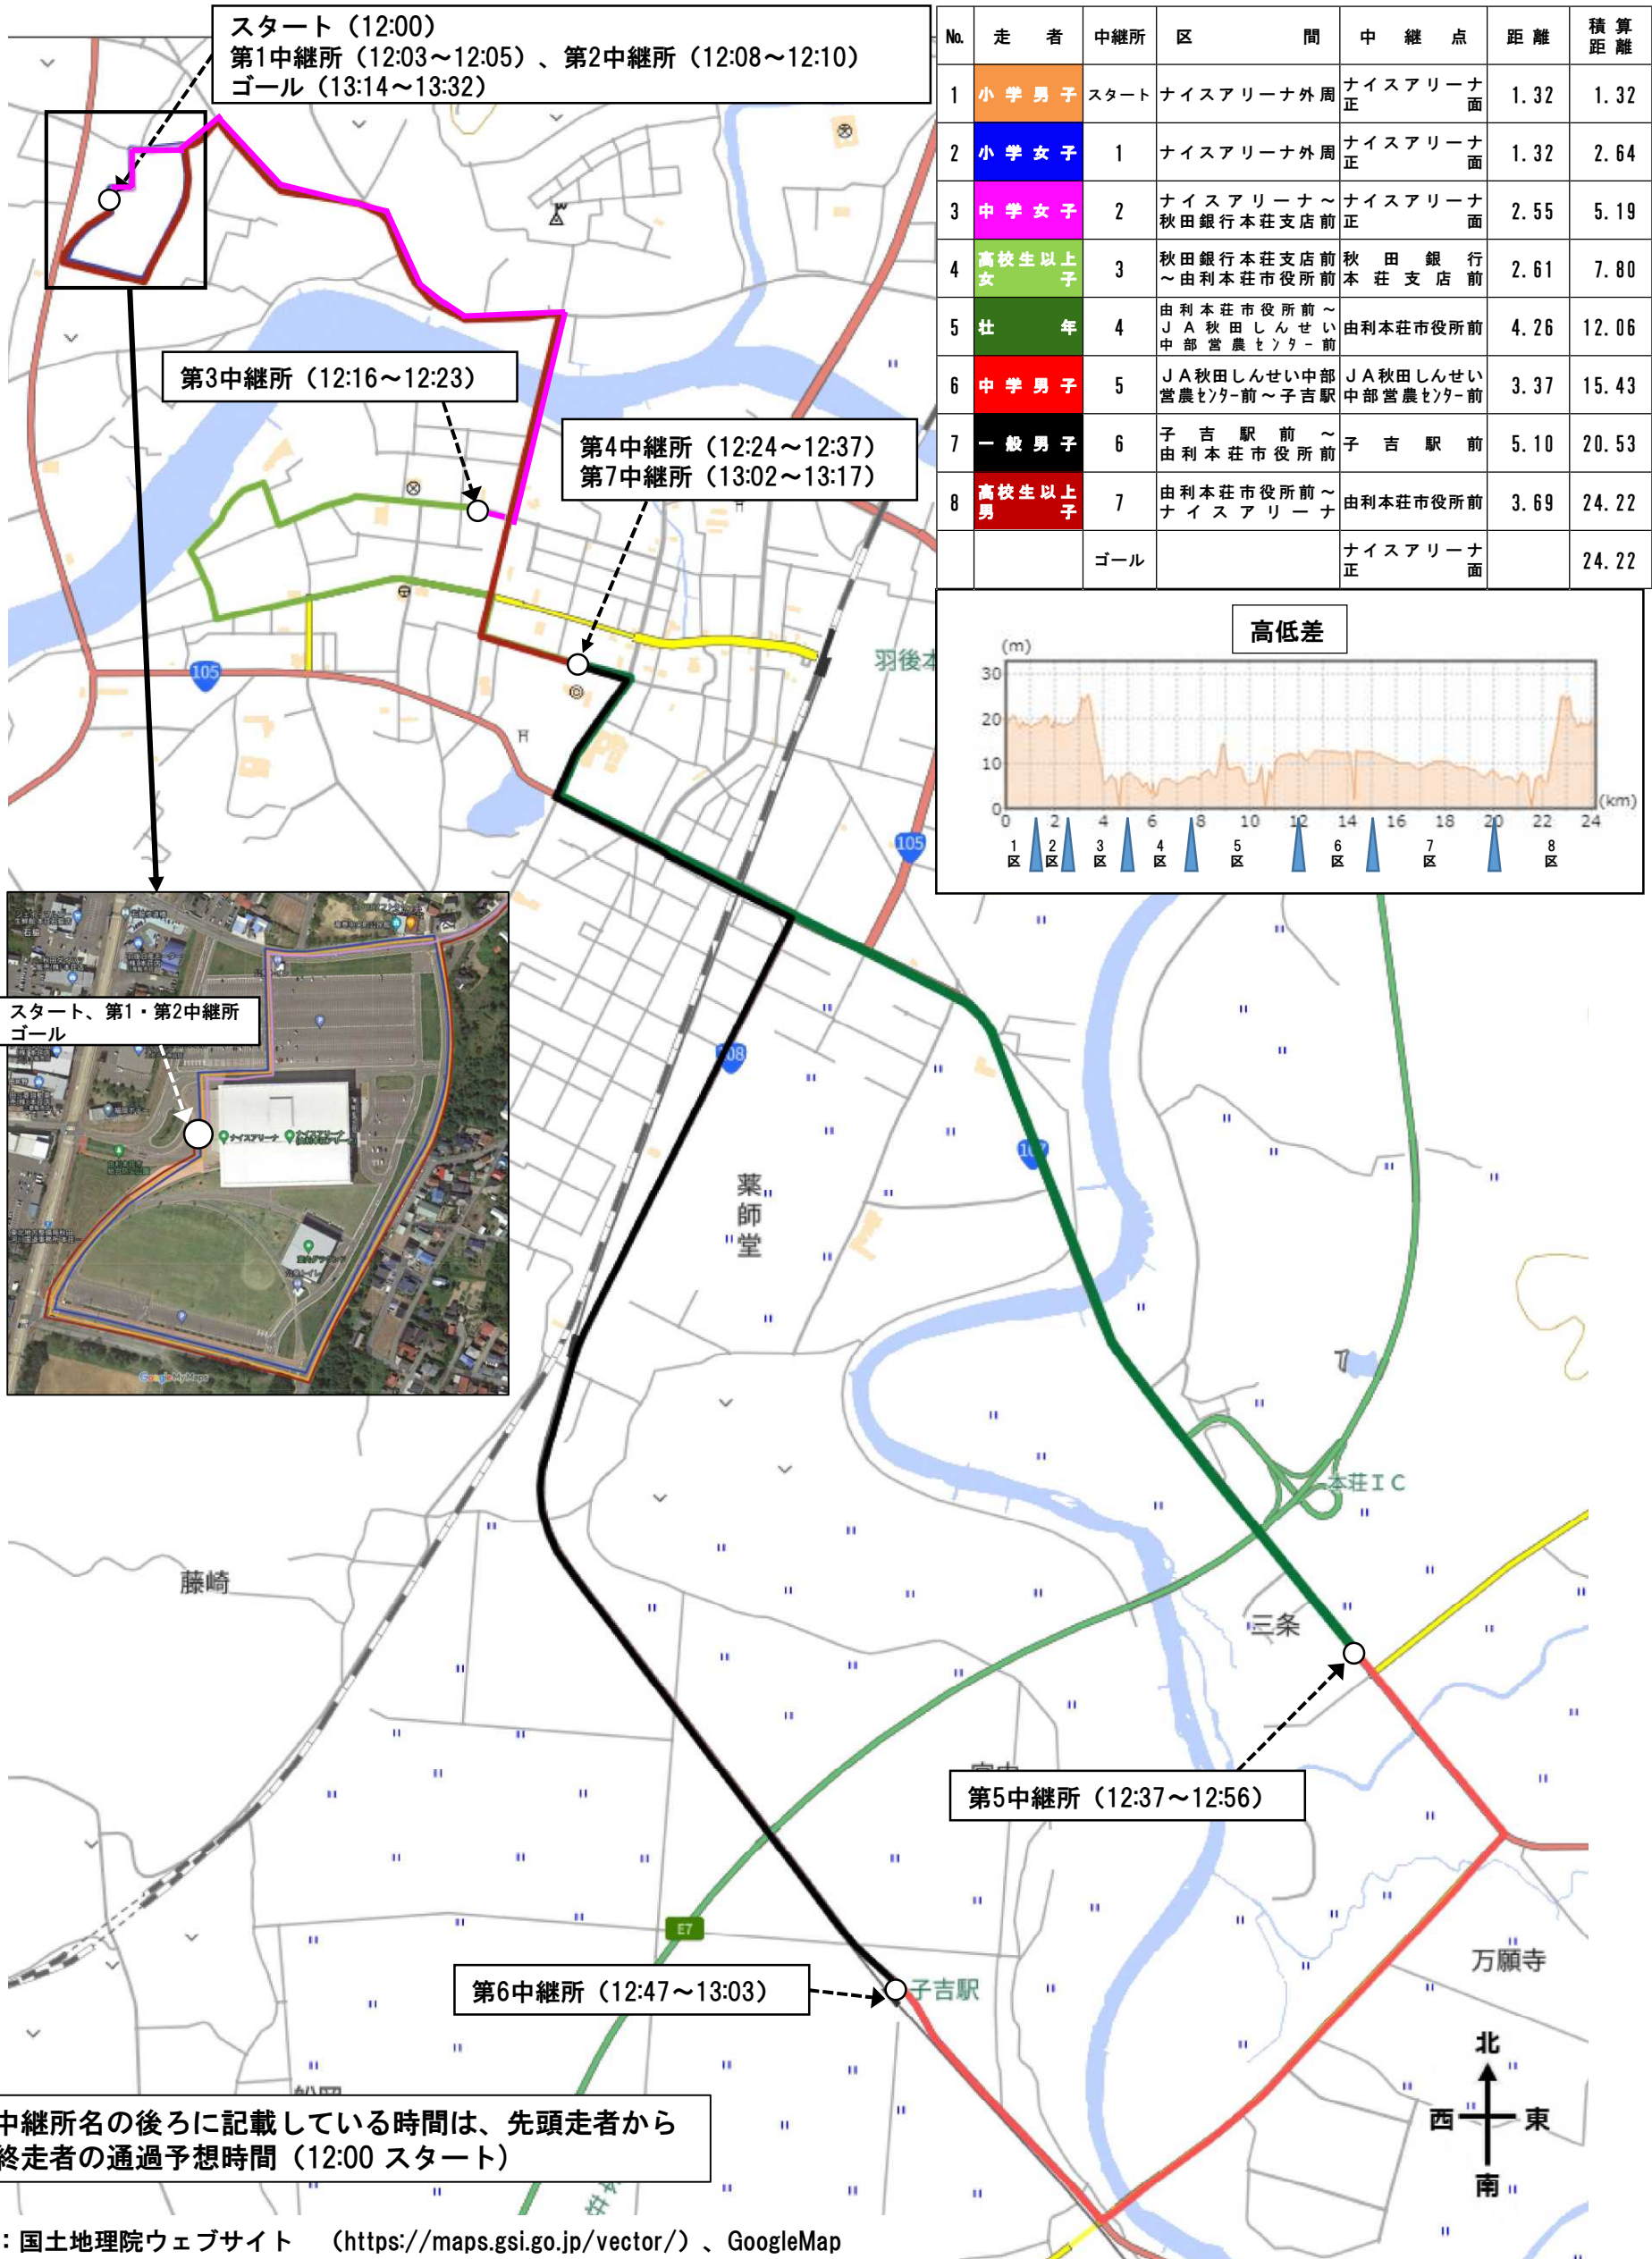 スタート（12:00）
第1中継所（12:03～12:05）、第2中継所（12:08～12:10）
ゴール（13:14～13:32）
No. 走者 中継所 区間 中継点 距離 積算距離
1 小学男子 スタート ナイスアリーナ外周 ナイスアリーナ正面 1.32 1.32
2 小学女子 1 ナイスアリーナ外周 ナイスアリーナ正面 1.32 2.64
3 中学女子 2 ナイスアリーナ～秋田銀行本荘支店前 ナイスアリーナ正面 2.55 5.19
4 高校生以上女子 3 秋田銀行本荘支店前～由利本荘市役所前 秋田銀行本荘支店前 2.61 7.80
5 壮年 4 由利本荘市役所前～ＪＡ秋田しんせい中部営農センター前 由利本荘市役所前 4.26 12.06
6 中学男子 5 ＪＡ秋田しんせい中部営農センター前～子吉駅 ＪＡ秋田しんせい中部営農センター前 3.37 15.43
7 一般男子 6 子吉駅前～由利本荘市役所前 子吉駅前 5.10 20.53
8 高校生以上男子 7 由利本荘市役所前～ナイスアリーナ 由利本荘市役所前 3.69 24.22
ゴール ナイスアリーナ正面 24.22
第3中継所（12:16～12:23）
第4中継所（12:24～12:37）
第7中継所（13:02～13:17）
高低差
(m)
30
20
10
0
0 2 4 6 8 10 12 14 16 18 20 22 24
(km)
1区 2区 3区 4区 5区 6区 7区 8区
羽後本
105
105
スタート、第1・第2中継所
ゴール
ナイスアリーナ
Google My Maps
107
薬師堂
本荘ＩＣ
藤崎
三条
第5中継所（12:37～12:56）
E7
万願寺
第6中継所（12:47～13:03）
子吉駅
北
西 東
南
中継所名の後ろに記載している時間は、先頭走者から
終走者の通過予想時間（12:00 スタート）
：国土地理院ウェブサイト （https://maps.gsi.go.jp/vector/）、GoogleMap